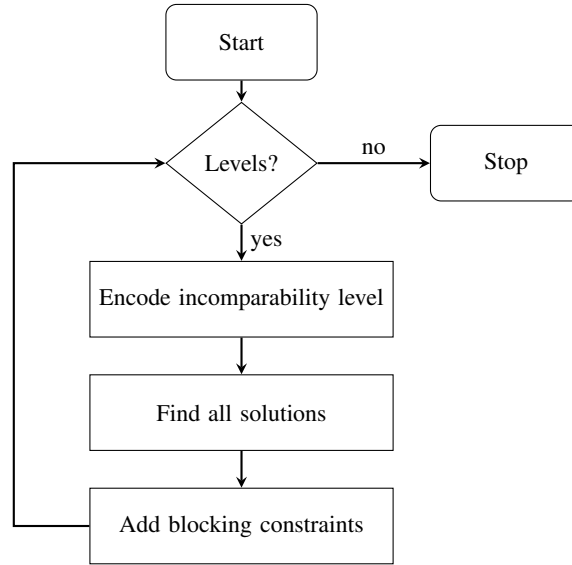 Start
Levels?
no
Stop
yes
Encode incomparability level
Find all solutions
Add blocking constraints